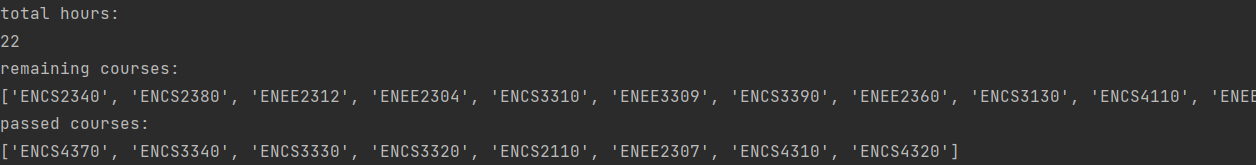 total hours:
22
remaining courses:
['ENCS2340', 'ENCS2380', 'ENEE2312', 'ENEE2304', 'ENCS3310', 'ENEE3309', 'ENCS3390', 'ENEE2360', 'ENCS3130', 'ENCS4110', 'ENEE
passed courses:
['ENCS4370', 'ENCS3340', 'ENCS3330', 'ENCS3320', 'ENCS2110', 'ENEE2307', 'ENCS4310', 'ENCS4320']